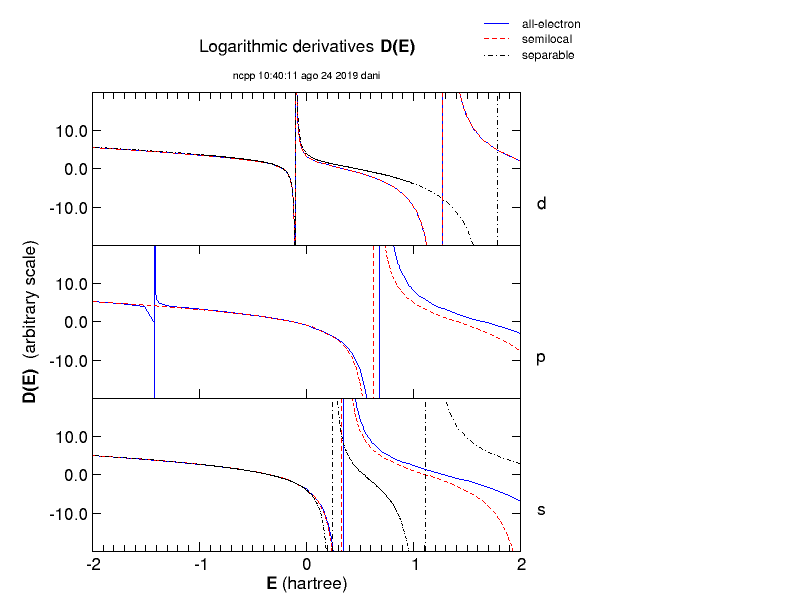 all-electron
semilocal
separable
Logarithmic derivatives D(E)
ncpp 10:40:11 ago 24 2019 dani
10.0
0.0
-10.0
d
10.0
0.0
-10.0
p
10.0
0.0
-10.0
s
D(E) (arbitrary scale)
-2 -1 0 1 2
E (hartree)